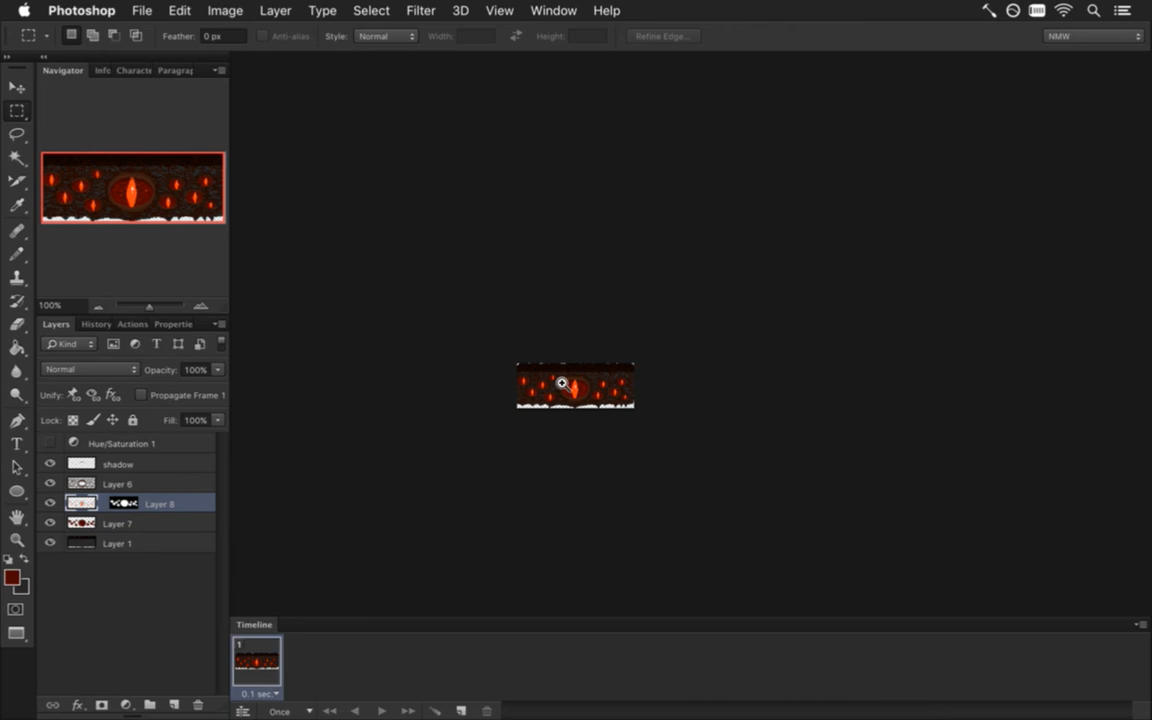 Photoshop File Edit Image Layer Type Select Filter 3D View Window Help
Feather: 0 px Anti-alias Style: Normal Width: Height: Refine Edge... NMW
Navigator Info Characte Paragrap
100%
Layers History Actions Propertie
Kind T
Normal Opacity: 100%
Unify: Propagate Frame 1
Lock: Fill: 100%
Hue/Saturation 1
shadow
Layer 6
Layer 8
Layer 7
Layer 1
T
fx
Timeline
1
0.1 sec.
Once